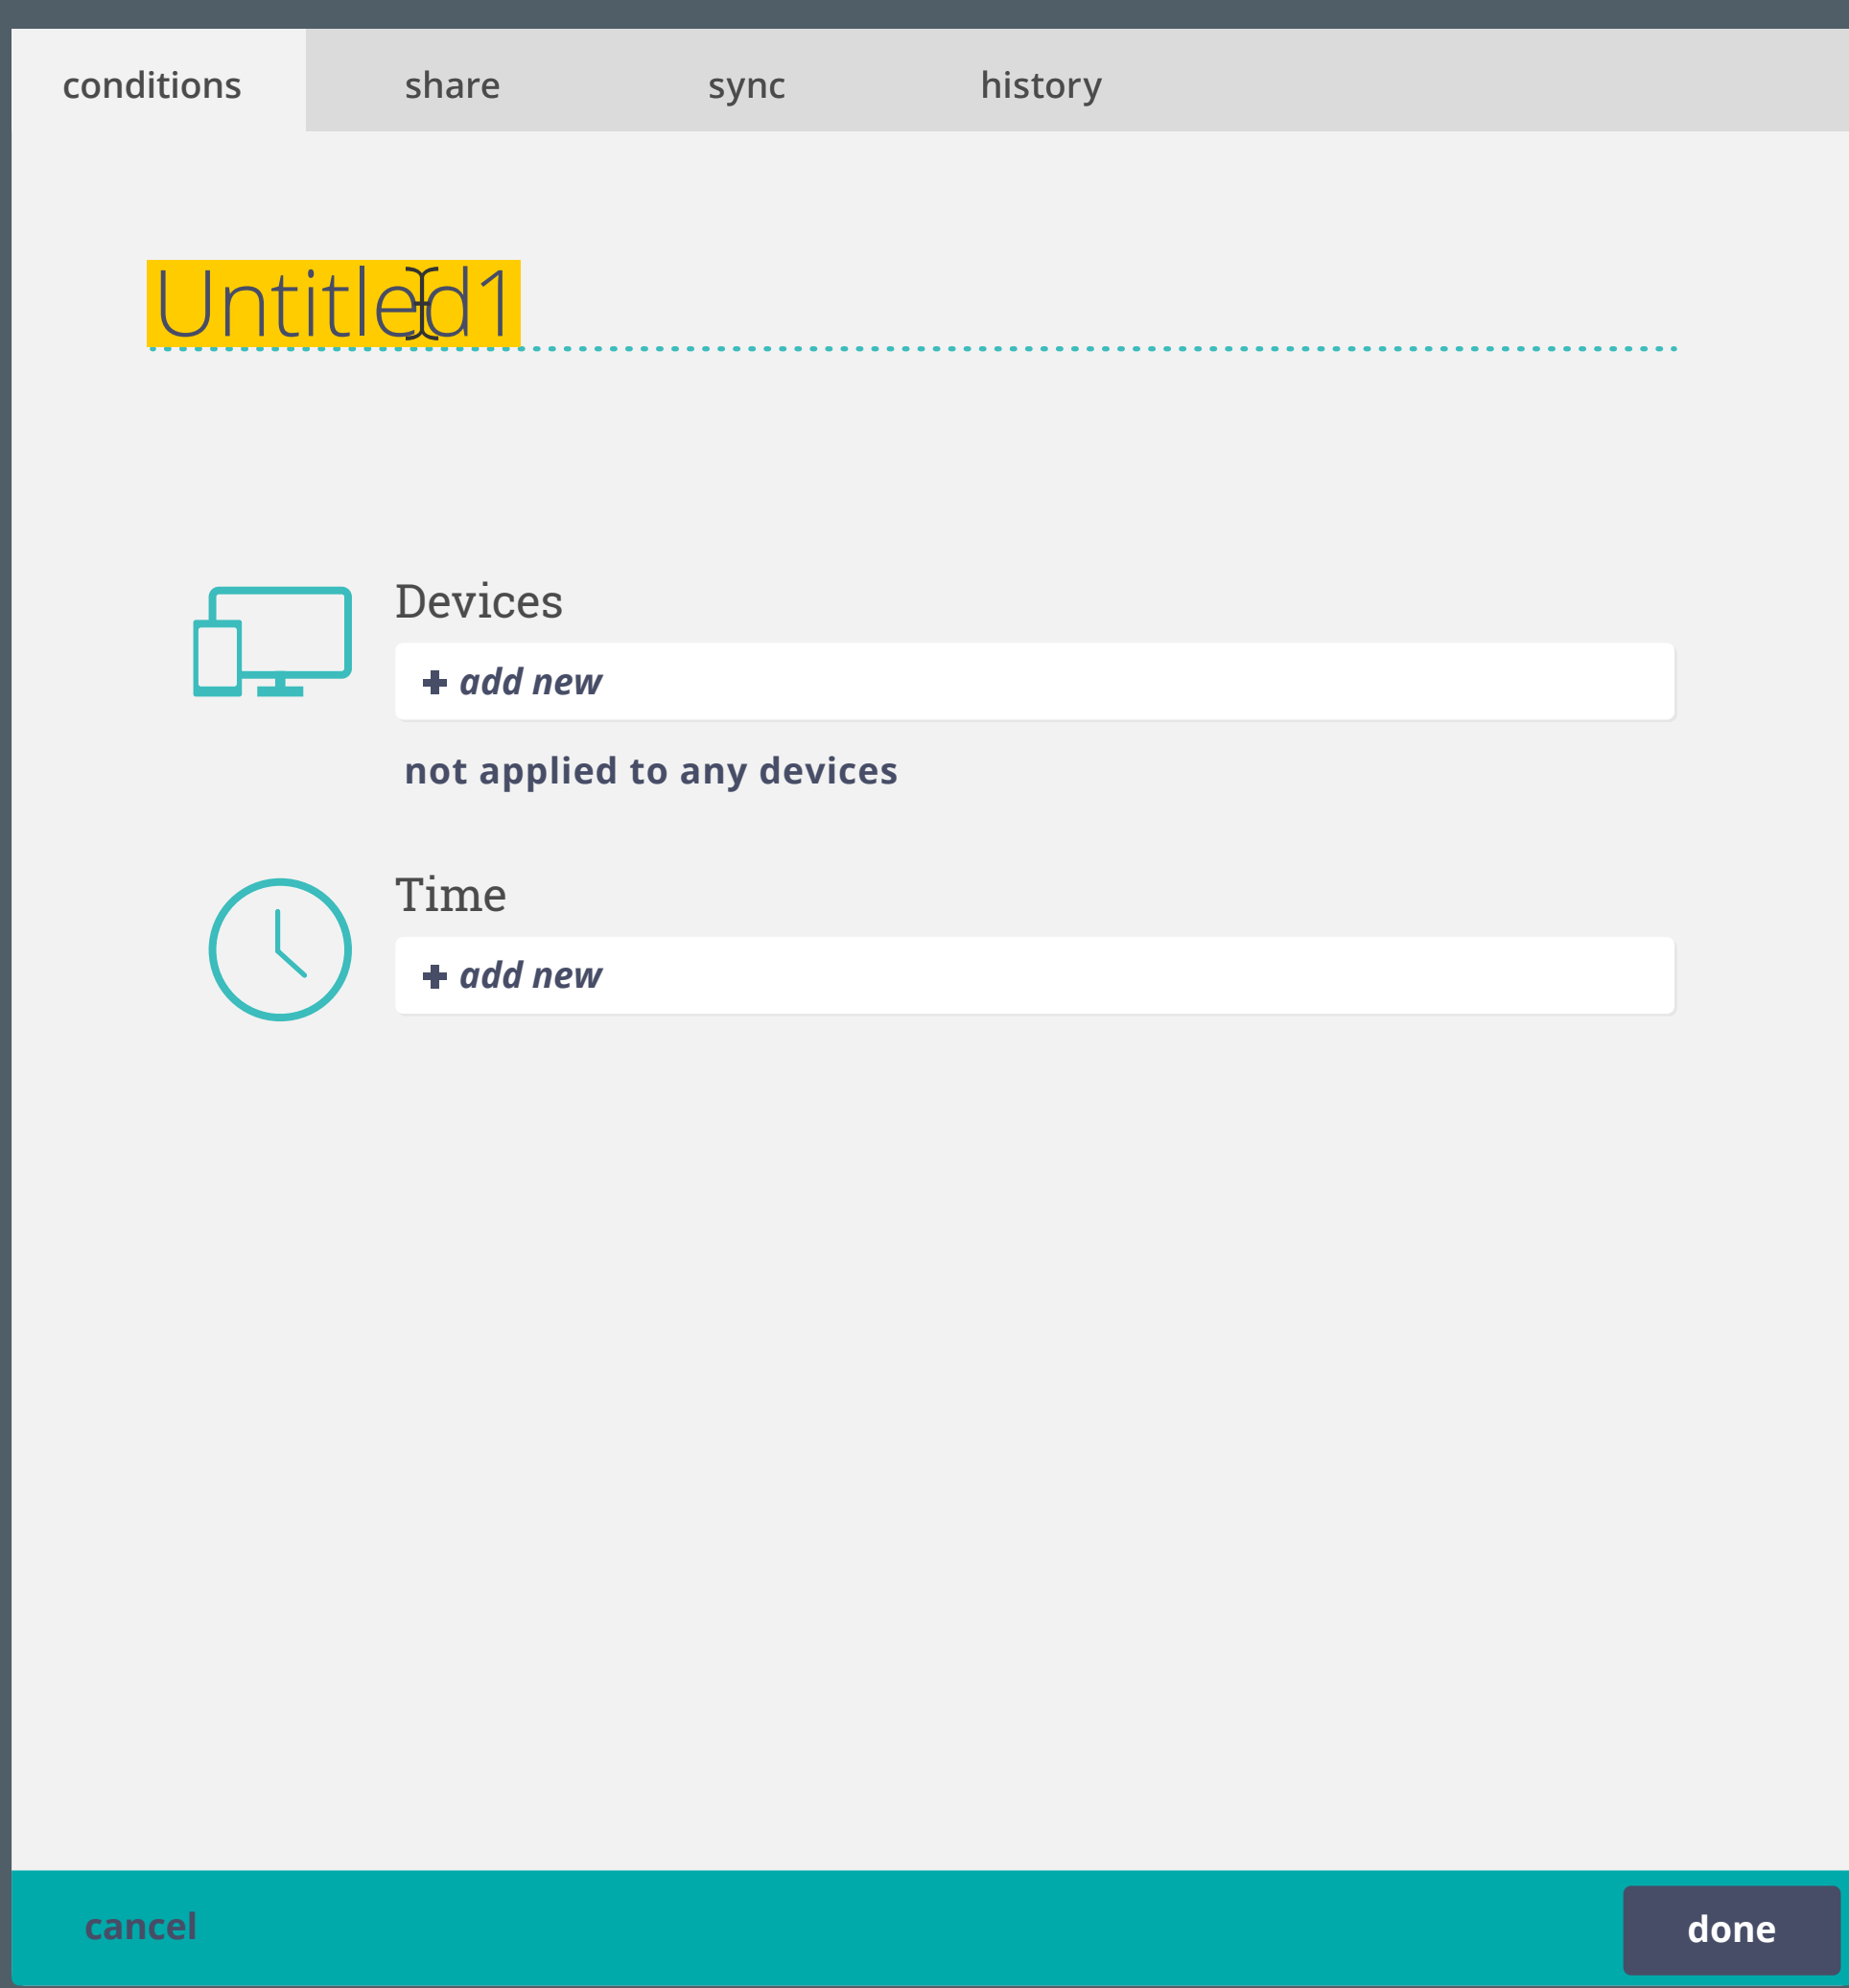 conditions share sync history
Untitled1
Devices
+ add new
not applied to any devices
Time
+ add new
cancel done